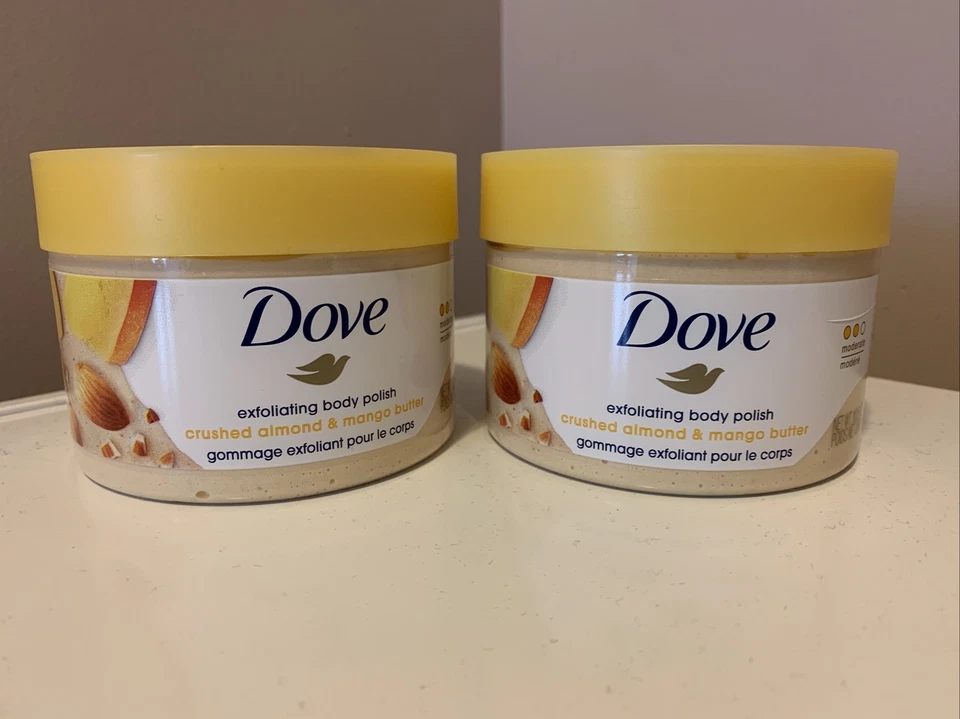 Dove
exfoliating body polish
crushed almond & mango butter
gommage exfoliant pour le corps
Dove
exfoliating body polish
crushed almond & mango butter
gommage exfoliant pour le corps
moderate
modéré